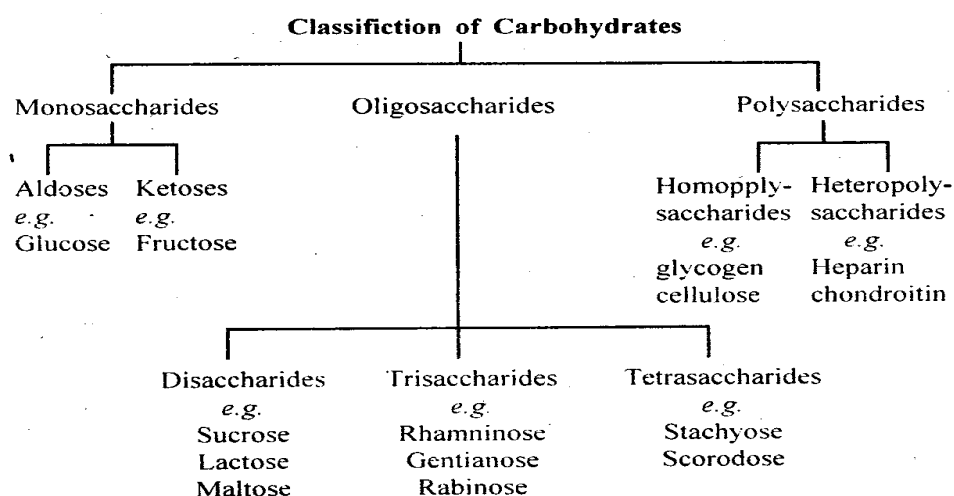 Classifiction of Carbohydrates
Monosaccharides
Oligosaccharides
Polysaccharides
Aldoses
e.g.
Glucose
Ketoses
e.g.
Fructose
Homopply-
saccharides
e.g.
glycogen
cellulose
Heteropoly-
saccharides
e.g.
Heparin
chondroitin
Disaccharides
e.g.
Sucrose
Lactose
Maltose
Trisaccharides
e.g.
Rhamninose
Gentianose
Rabinose
Tetrasaccharides
e.g.
Stachyose
Scorodose